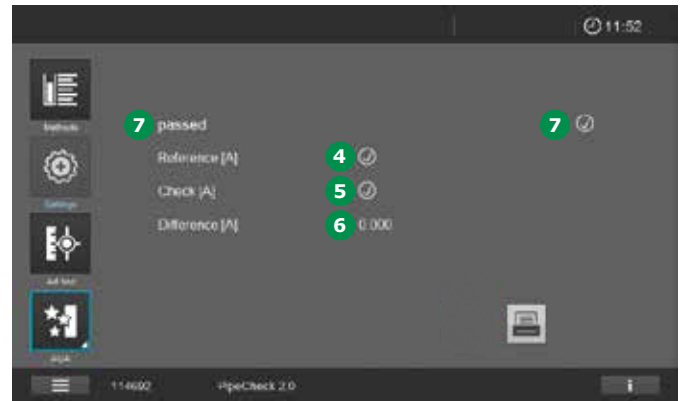 11:52
Methods
7 passed 7
Reference [A] 4
Settings
Check [A] 5
Difference [A] 6 0.000
AQA
114692 PipeCheck 2.0 i